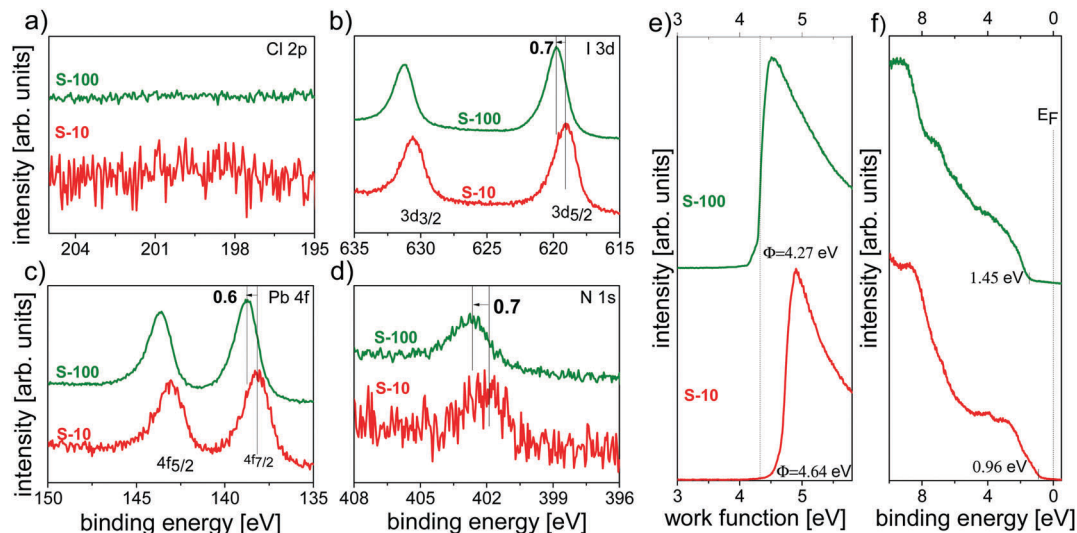 a)
Cl 2p
S-100
S-10
intensity [arb. units]
205 201 197 195
b)
I 3d
0.7
S-100
S-10
3d3/2
3d5/2
635 630 625 620 615
c)
Pb 4f
0.6
S-100
S-10
4f5/2
4f7/2
intensity [arb. units]
150 145 140 135
binding energy [eV]
d)
N 1s
0.7
S-100
S-10
408 405 402 399 396
binding energy [eV]
e)
3 4 5
intensity [arb. units]
S-100
Φ=4.27 eV
S-10
Φ=4.64 eV
intensity [arb. units]
3 4 5
work function [eV]
f)
8 4 0
EF
1.45 eV
0.96 eV
8 4 0
binding energy [eV]